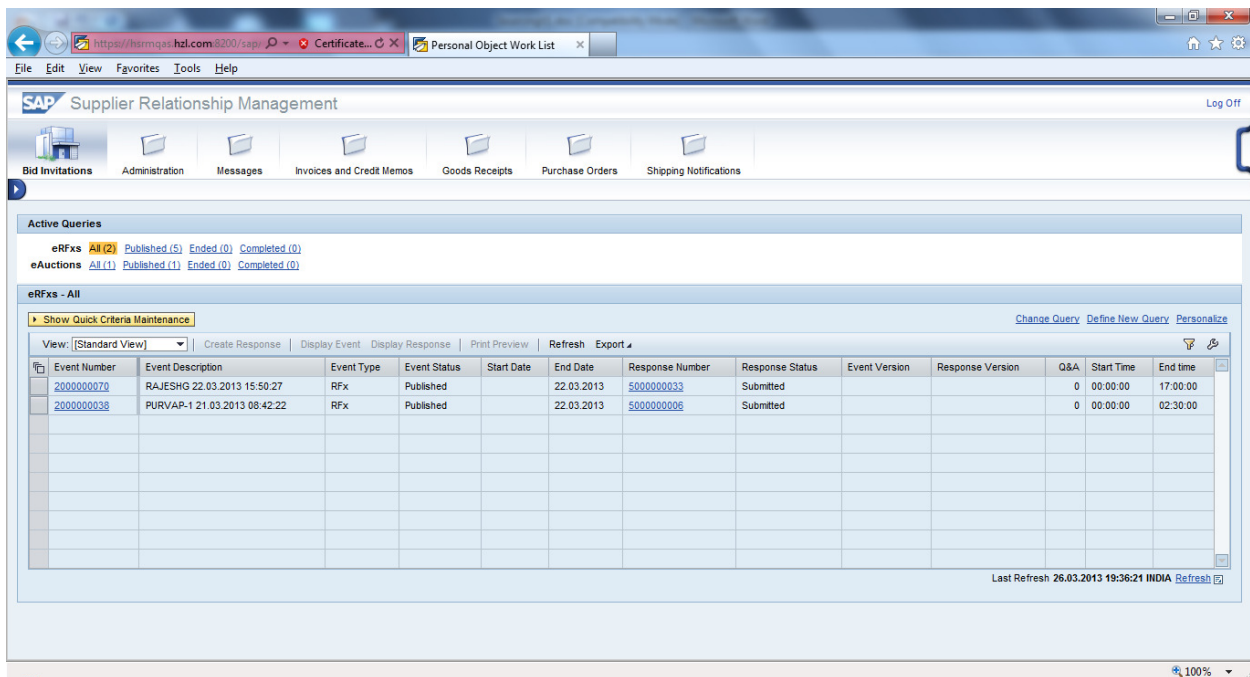 https://hsrmqas.hzl.com:8200/sap/ Certificate... Personal Object Work List
File Edit View Favorites Tools Help
SAP Supplier Relationship Management Log Off
Bid Invitations Administration Messages Invoices and Credit Memos Goods Receipts Purchase Orders Shipping Notifications
Active Queries
eRFxs All (2) Published (5) Ended (0) Completed (0)
eAuctions All (1) Published (1) Ended (0) Completed (0)
eRFxs - All
Show Quick Criteria Maintenance Change Query Define New Query Personalize
View: [Standard View] Create Response Display Event Display Response Print Preview Refresh Export
Event Number Event Description Event Type Event Status Start Date End Date Response Number Response Status Event Version Response Version Q&A Start Time End time
2000000070 RAJESHG 22.03.2013 15:50:27 RFx Published 22.03.2013 5000000033 Submitted 0 00:00:00 17:00:00
2000000038 PURVAP-1 21.03.2013 08:42:22 RFx Published 22.03.2013 5000000006 Submitted 0 00:00:00 02:30:00
Last Refresh 26.03.2013 19:36:21 INDIA Refresh
100%